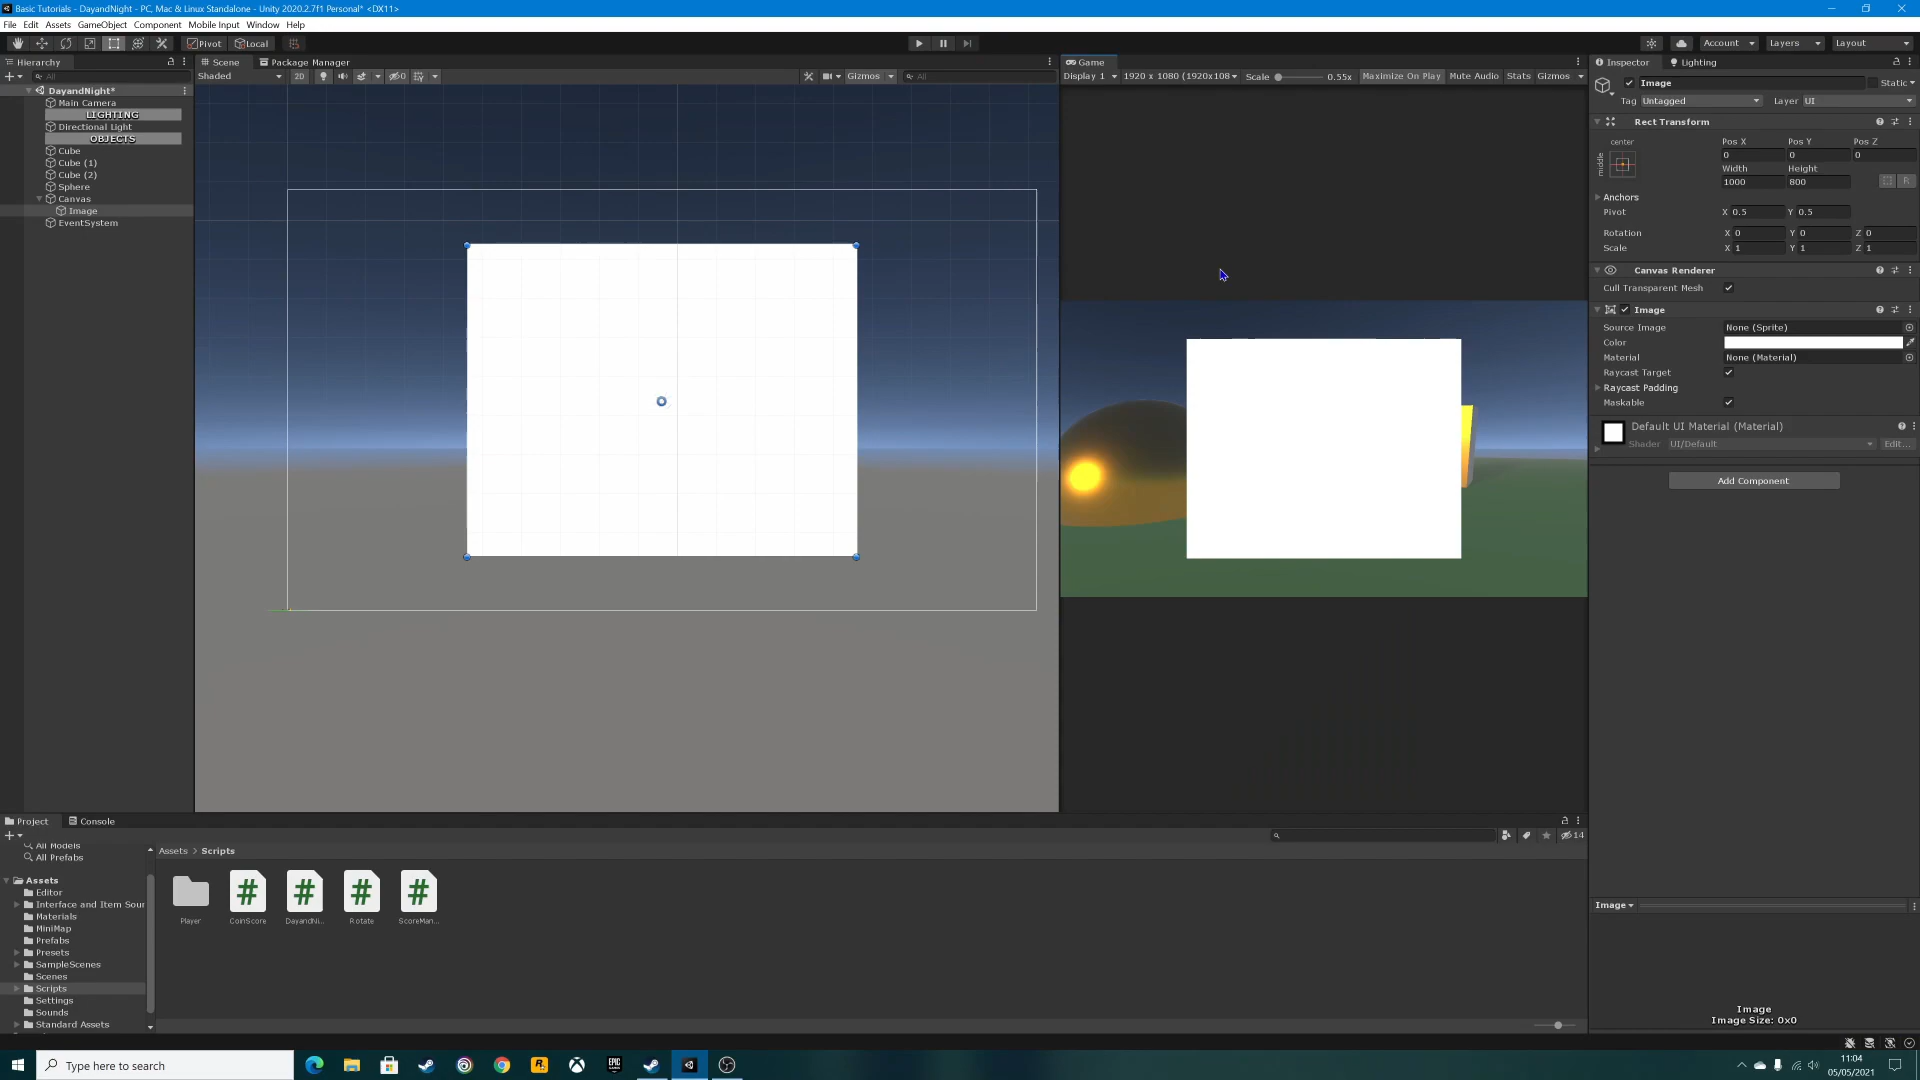 Basic Tutorials - DayandNight - PC, Mac & Linux Standalone - Unity 2020.2.7f1 Personal* <DX11>
File Edit Assets GameObject Component Mobile Input Window Help
Pivot Local Account Layers Layout
Hierarchy Scene Package Manager Game Inspector Lighting
All Shaded 2D 0 Gizmos All Display 1 1920 x 1080 (1920x108 Scale 0.55x Maximize On Play Mute Audio Stats Gizmos
DayandNight*
Main Camera
LIGHTING
Directional Light
OBJECTS
Cube
Cube (1)
Cube (2)
Sphere
Canvas
Image
EventSystem
Image Static
Tag Untagged Layer UI
Rect Transform
center
middle
Pos X Pos Y Pos Z
0 0 0
Width Height
1000 800 R
Anchors
Pivot X 0.5 Y 0.5
Rotation X 0 Y 0 Z 0
Scale X 1 Y 1 Z 1
Canvas Renderer
Cull Transparent Mesh
Image
Source Image None (Sprite)
Color
Material None (Material)
Raycast Target
Raycast Padding
Maskable
Default UI Material (Material)
Shader UI/Default Edit...
Add Component
Project Console
14
All Models
All Prefabs
Assets
Editor
Interface and Item Sour
Materials
MiniMap
Prefabs
Presets
SampleScenes
Scenes
Scripts
Settings
Sounds
Standard Assets
Assets > Scripts
Player CoinScore DayandNi... Rotate ScoreMan...
Image
Image
Image Size: 0x0
Type here to search
EPIC
11:04
05/05/2021